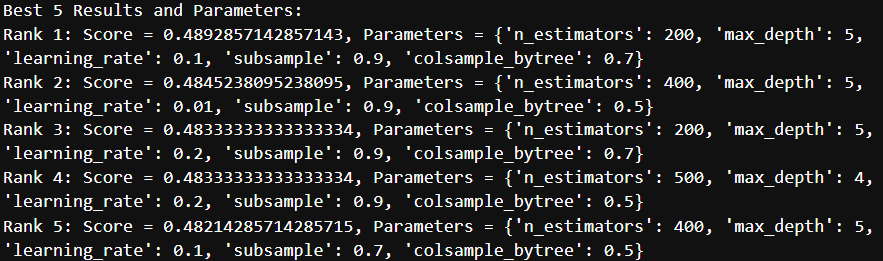 Best 5 Results and Parameters:
Rank 1: Score = 0.4892857142857143, Parameters = {'n_estimators': 200, 'max_depth': 5,
'learning_rate': 0.1, 'subsample': 0.9, 'colsample_bytree': 0.7}
Rank 2: Score = 0.4845238095238095, Parameters = {'n_estimators': 400, 'max_depth': 5,
'learning_rate': 0.01, 'subsample': 0.9, 'colsample_bytree': 0.5}
Rank 3: Score = 0.48333333333333334, Parameters = {'n_estimators': 200, 'max_depth': 5,
'learning_rate': 0.2, 'subsample': 0.9, 'colsample_bytree': 0.7}
Rank 4: Score = 0.48333333333333334, Parameters = {'n_estimators': 500, 'max_depth': 4,
'learning_rate': 0.2, 'subsample': 0.9, 'colsample_bytree': 0.5}
Rank 5: Score = 0.48214285714285715, Parameters = {'n_estimators': 400, 'max_depth': 5,
'learning_rate': 0.1, 'subsample': 0.7, 'colsample_bytree': 0.5}